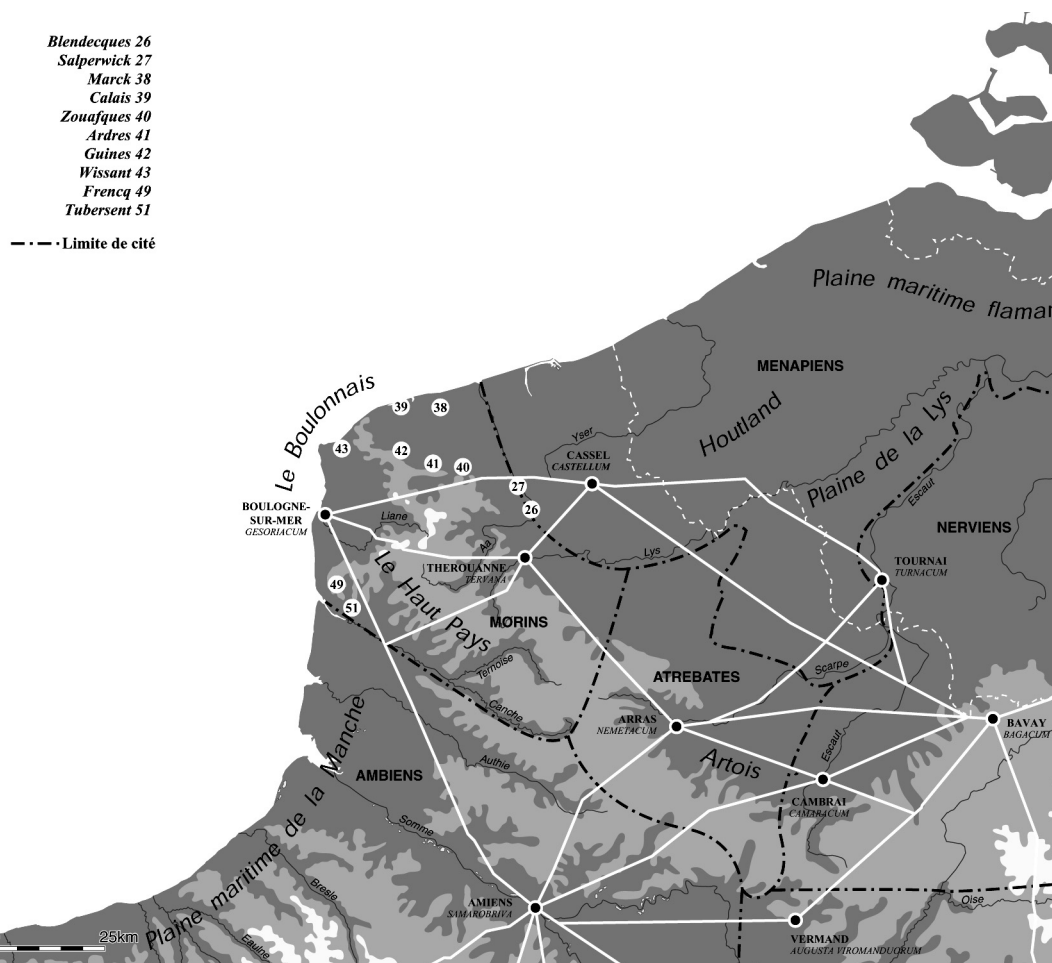 Blendecques 26
Salperwick 27
Marck 38
Calais 39
Zouafques 40
Ardres 41
Guines 42
Wissant 43
Frencq 49
Tubersent 51
Limite de cité
Plaine maritime flamar
MENAPIENS
Le Boulonnais
Houtland
Plaine de la Lys
39
38
43
42
41
40
Yser
CASSEL
CASTELLUM
27
26
Escaut
BOULOGNE-
SUR-MER
GESORIACUM
Liane
Aa
Lys
NERVIENS
THEROUANNE
TERVANA
TOURNAI
TURNACUM
Le Haut Pays
49
51
MORINS
Ternoise
Scarpe
ATREBATES
Canche
ARRAS
NEMETACUM
BAVAY
BAGACUM
Artois
Escaut
Authie
AMBIENS
CAMBRAI
CAMARACUM
Plaine maritime de la Manche
Somme
Bresle
Eaulne
AMIENS
SAMAROBRIVA
Oise
VERMAND
AUGUSTA VIROMANDUORUM
25km